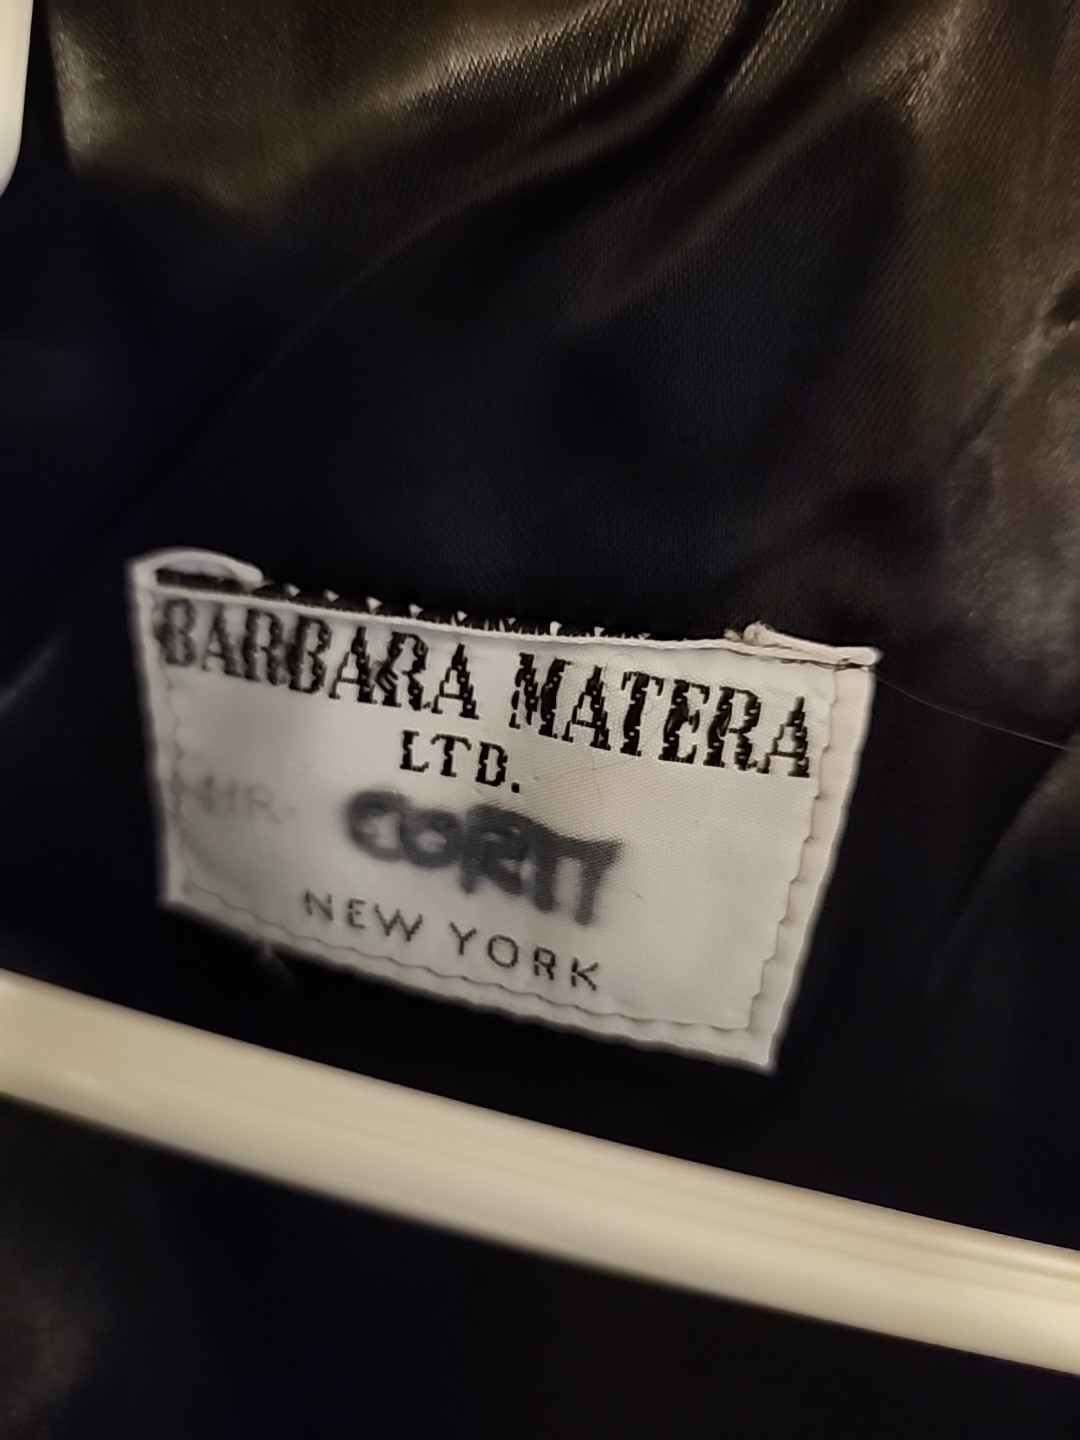 BARBARA MATERA
LTD.
MR. CORTI
NEW YORK